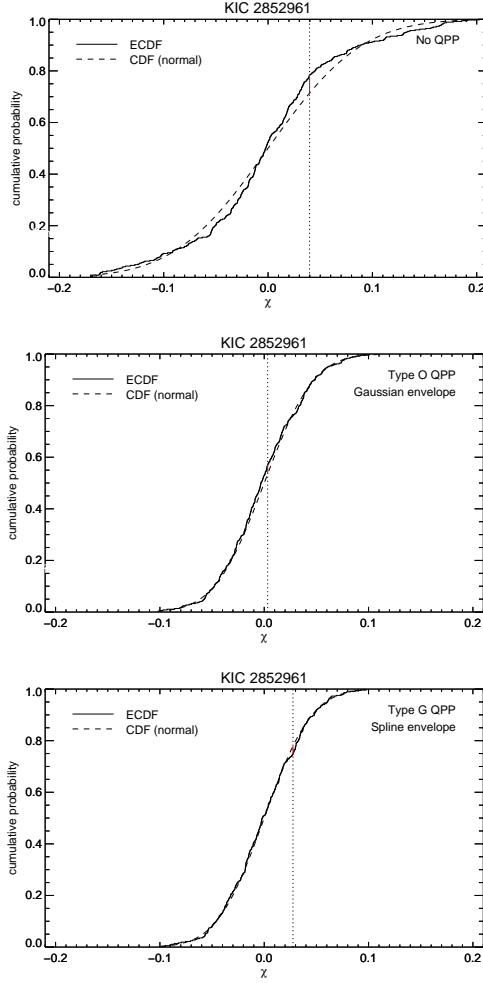 KIC 2852961
1.0
ECDF
CDF (normal)
No QPP
0.8
0.6
0.4
0.2
0.0
cumulative probability
−0.2
−0.1
0.0
0.1
0.2
χ
KIC 2852961
1.0
ECDF
CDF (normal)
Type O QPP
Gaussian envelope
0.8
0.6
0.4
0.2
0.0
cumulative probability
−0.2
−0.1
0.0
0.1
0.2
χ
KIC 2852961
1.0
ECDF
CDF (normal)
Type G QPP
Spline envelope
0.8
0.6
0.4
0.2
0.0
cumulative probability
−0.2
−0.1
0.0
0.1
0.2
χ